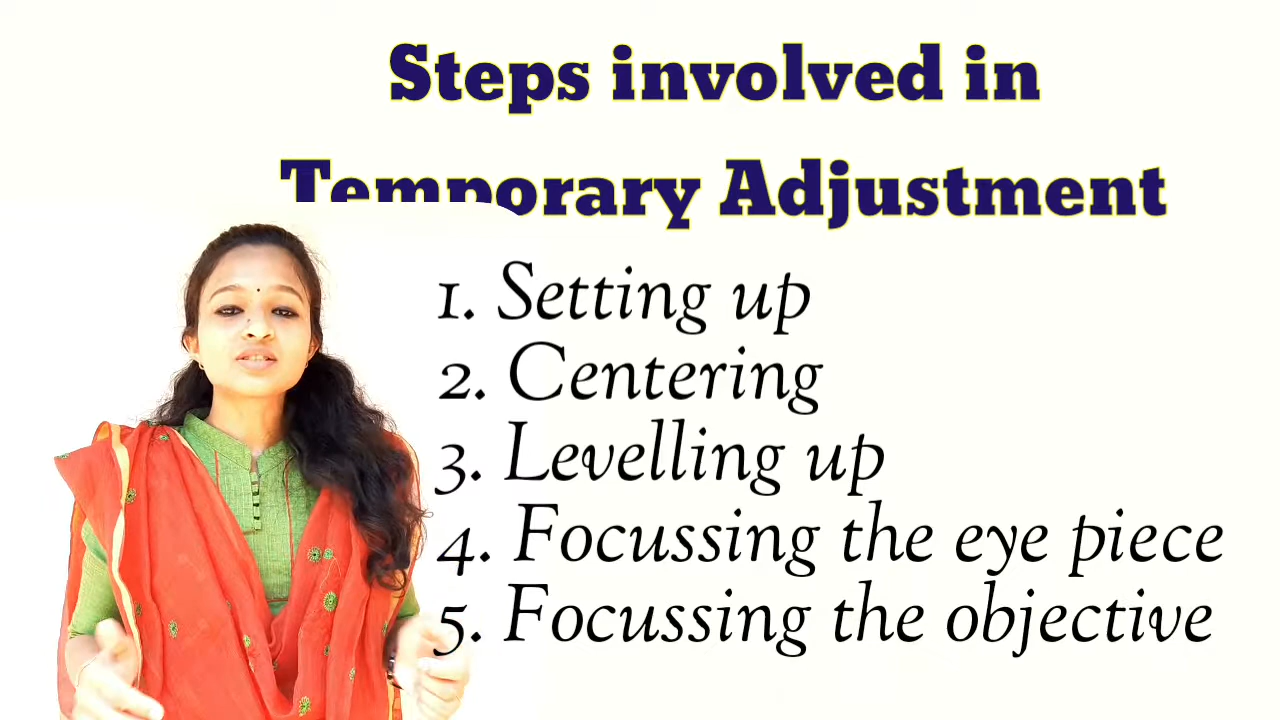 Steps involved in
Temporary Adjustment
1. Setting up
2. Centering
3. Levelling up
4. Focussing the eye piece
5. Focussing the objective